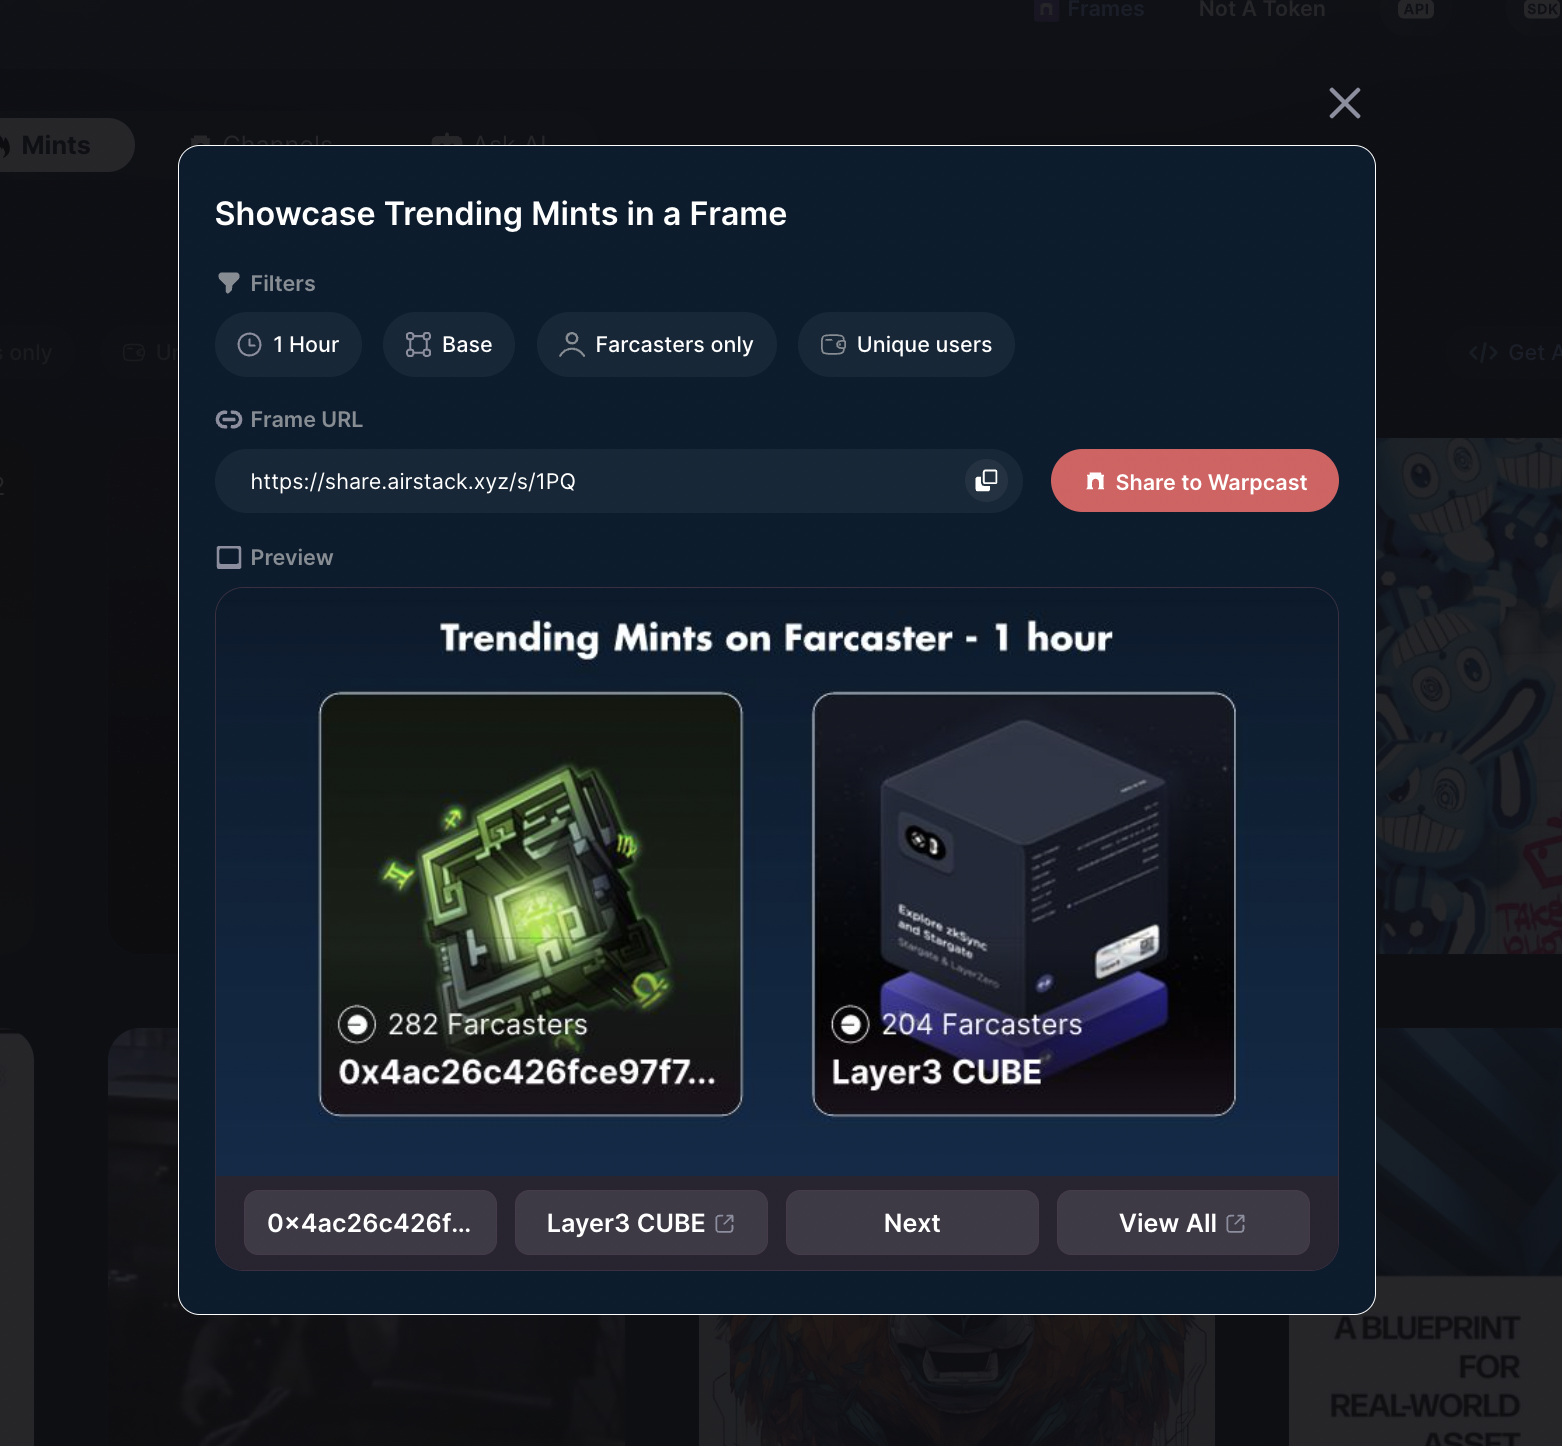 Frames
Not A Token
API
SDK
Mints
Channels
Ask AI
Showcase Trending Mints in a Frame
Filters
1 Hour
Base
Farcasters only
Unique users
s only
Get A
Frame URL
https://share.airstack.xyz/s/1PQ
Share to Warpcast
Preview
Trending Mints on Farcaster - 1 hour
Explore zkSync
and Stargate
Stargate & LayerZero
282 Farcasters
0x4ac26c426fce97f7...
204 Farcasters
Layer3 CUBE
0x4ac26c426f...
Layer3 CUBE
Next
View All
A BLUEPRINT
FOR
REAL-WORLD
ASSET